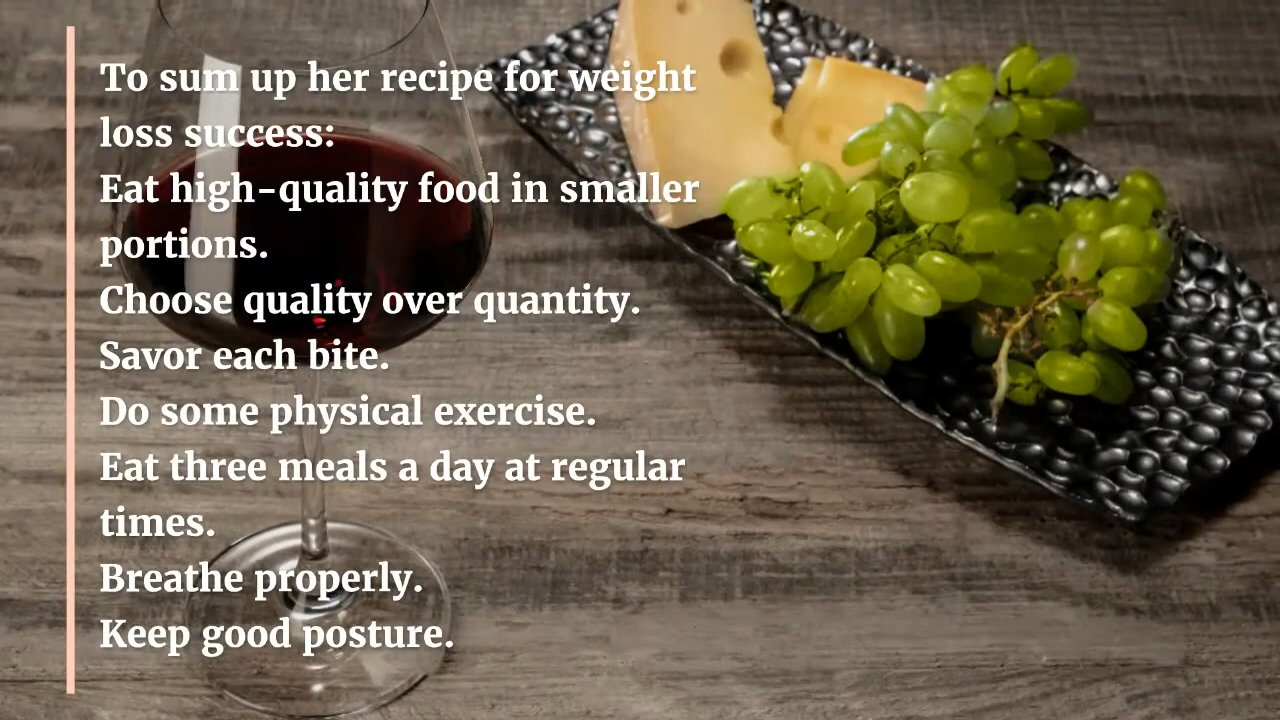 To sum up her recipe for weight
loss success:
Eat high-quality food in smaller
portions.
Choose quality over quantity.
Savor each bite.
Do some physical exercise.
Eat three meals a day at regular
times.
Breathe properly.
Keep good posture.